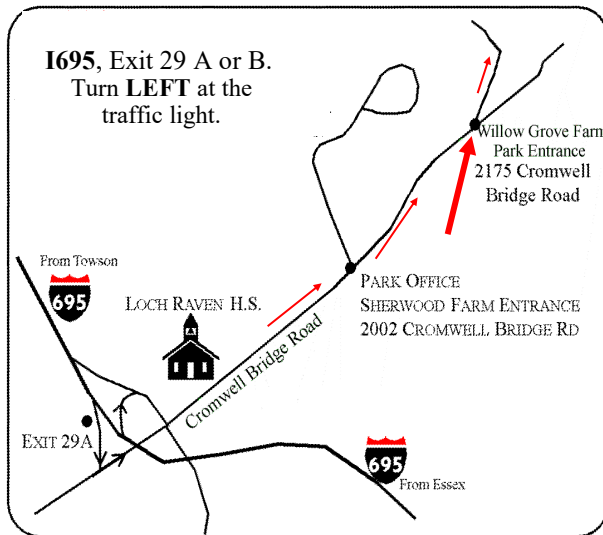 I695, Exit 29 A or B.
Turn LEFT at the
traffic light.
Willow Grove Farm
Park Entrance
2175 Cromwell
Bridge Road
From Towson
695
LOCH RAVEN H.S.
PARK OFFICE
SHERWOOD FARM ENTRANCE
2002 CROMWELL BRIDGE RD
Cromwell Bridge Road
EXIT 29A
695
From Essex